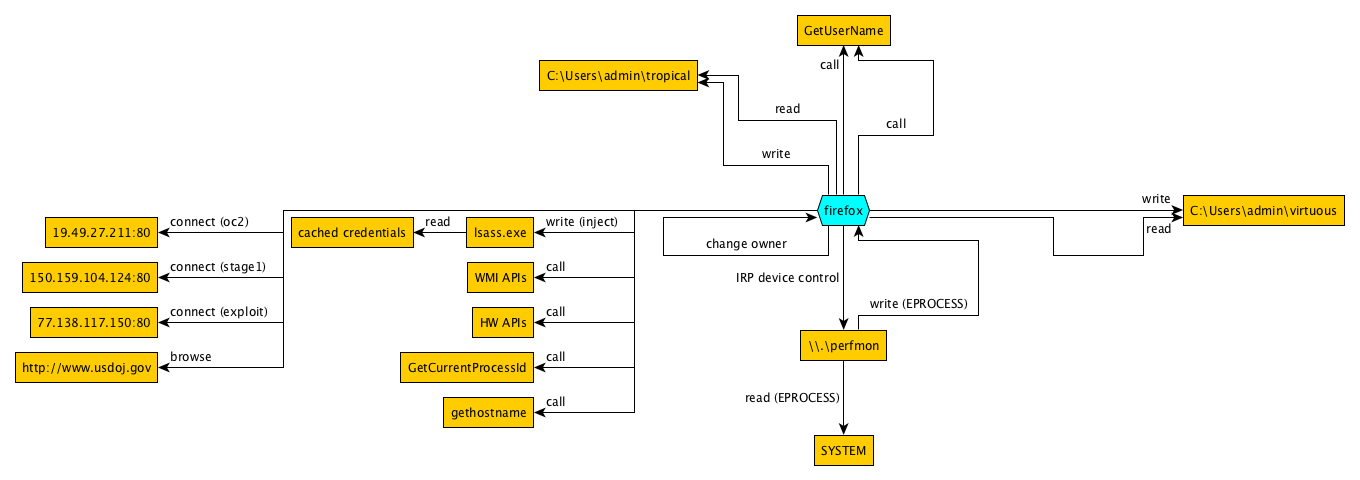 GetUserName
call
C:\Users\admin\tropical
read
call
write
firefox
write
C:\Users\admin\virtuous
read
19.49.27.211:80
connect (oc2)
cached credentials
read
lsass.exe
write (inject)
change owner
150.159.104.124:80
connect (stage1)
WMI APIs
call
IRP device control
write (EPROCESS)
77.138.117.150:80
connect (exploit)
HW APIs
call
\\.\perfmon
http://www.usdoj.gov
browse
GetCurrentProcessId
call
read (EPROCESS)
gethostname
call
SYSTEM